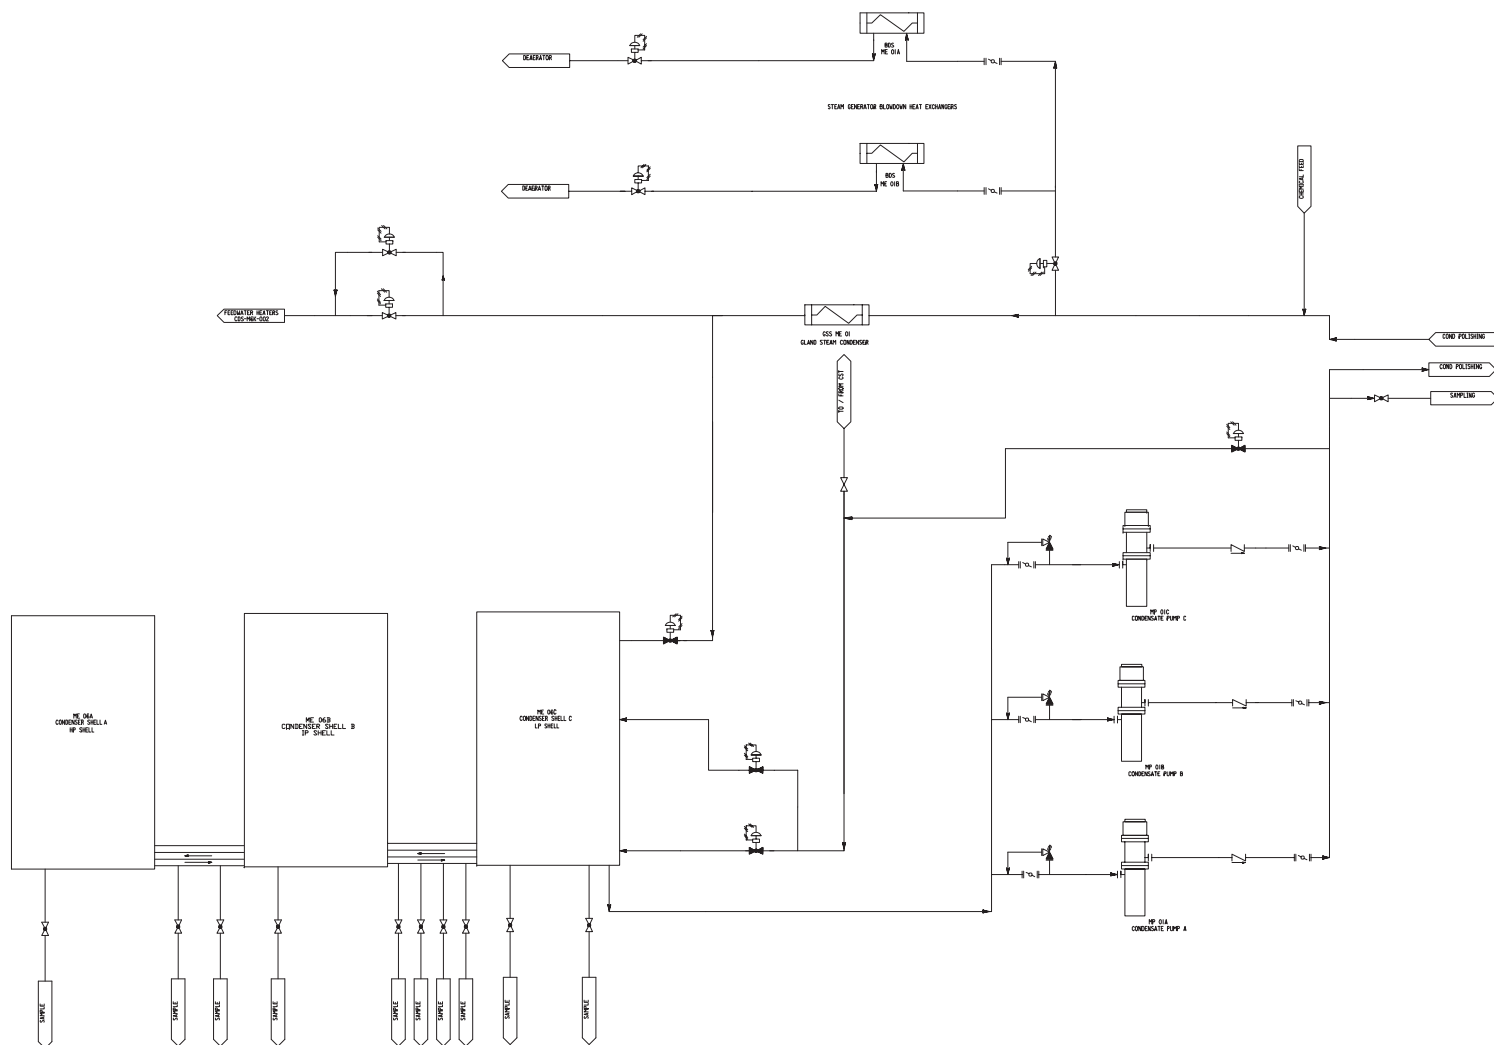 BDS
ME 01A
DEAERATOR
STEAM GENERATOR BLOWDOWN HEAT EXCHANGERS
BDS
ME 01B
DEAERATOR
CHEMICAL FEED
FEEDWATER HEATERS
CDS-M6K-002
GSS ME 01
GLAND STEAM CONDENSER
COND POLISHING
COND POLISHING
SAMPLING
TO / FROM CST
MP 01C
CONDENSATE PUMP C
ME 06A
CONDENSER SHELL A
HP SHELL
ME 06B
CONDENSER SHELL B
IP SHELL
ME 06C
CONDENSER SHELL C
LP SHELL
MP 01B
CONDENSATE PUMP B
MP 01A
CONDENSATE PUMP A
SAMPLE
SAMPLE
SAMPLE
SAMPLE
SAMPLE
SAMPLE
SAMPLE
SAMPLE
SAMPLE
SAMPLE